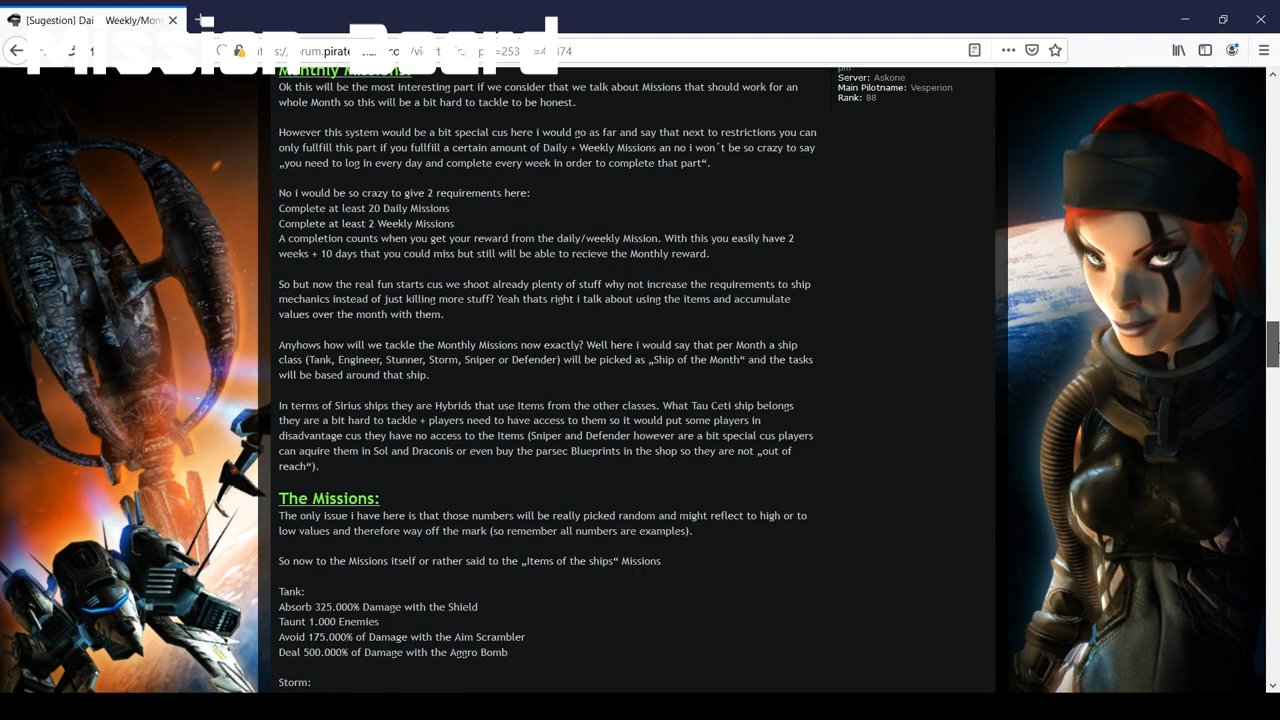 [Sugestion] Dai Weekly/Mon
Mission Board
Monthly Missions:
Ok this will be the most interesting part if we consider that we talk about Missions that should work for an
whole Month so this will be a bit hard to tackle to be honest.
However this system would be a bit special cus here i would go as far and say that next to restrictions you can
only fullfill this part if you fullfill a certain amount of Daily + Weekly Missions an no i won´t be so crazy to say
„you need to log in every day and complete every week in order to complete that part“.
No i would be so crazy to give 2 requirements here:
Complete at least 20 Daily Missions
Complete at least 2 Weekly Missions
A completion counts when you get your reward from the daily/weekly Mission. With this you easily have 2
weeks + 10 days that you could miss but still will be able to recieve the Monthly reward.
So but now the real fun starts cus we shoot already plenty of stuff why not increase the requirements to ship
mechanics instead of just killing more stuff? Yeah thats right i talk about using the items and accumulate
values over the month with them.
Anyhows how will we tackle the Monthly Missions now exactly? Well here i would say that per Month a ship
class (Tank, Engineer, Stunner, Storm, Sniper or Defender) will be picked as „Ship of the Month“ and the tasks
will be based around that ship.
In terms of Sirius ships they are Hybrids that use Items from the other classes. What Tau Ceti ship belongs
they are a bit hard to tackle + players need to have access to them so it would put some players in
disadvantage cus they have no access to the Items (Sniper and Defender however are a bit special cus players
can aquire them in Sol and Draconis or even buy the parsec Blueprints in the shop so they are not „out of
reach“).
The Missions:
The only issue i have here is that those numbers will be really picked random and might reflect to high or to
low values and therefore way off the mark (so remember all numbers are examples).
So now to the Missions itself or rather said to the „Items of the ships“ Missions
Tank:
Absorb 325.000% Damage with the Shield
Taunt 1.000 Enemies
Avoid 175.000% of Damage with the Aim Scrambler
Deal 500.000% of Damage with the Aggro Bomb
Storm:
Server: Askone
Main Pilotname: Vesperion
Rank: 88